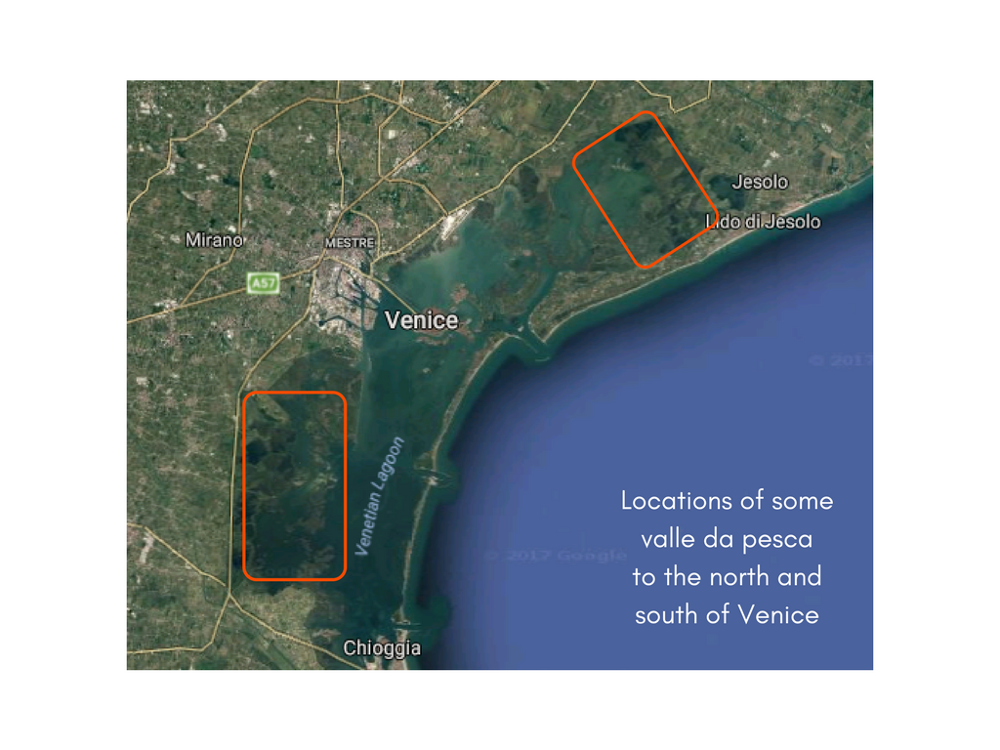 Jesolo
Lido di Jesolo
Mirano
MESTRE
A57
Venice
© 2017
Venetian Lagoon
Locations of some
valle da pesca
to the north and
south of Venice
© 2017 Google
Google
Chioggia